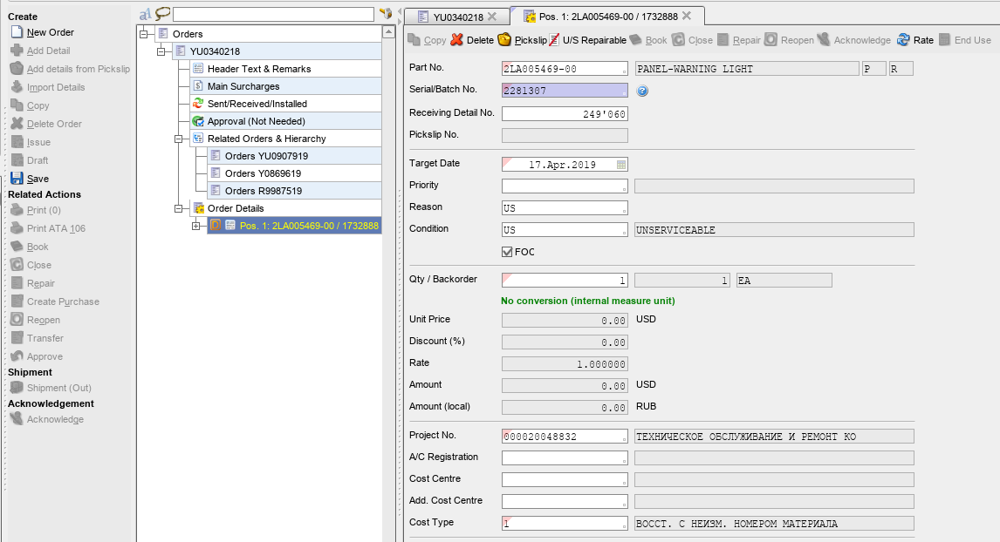 Create
New Order
Add Detail
Add details from Pickslip
Import Details
Copy
Delete Order
Issue
Draft
Save
Related Actions
Print (0)
Print ATA 106
Book
Close
Repair
Create Purchase
Reopen
Transfer
Approve
Shipment
Shipment (Out)
Acknowledgement
Acknowledge
Orders
YU0340218
Header Text & Remarks
Main Surcharges
Sent/Received/Installed
Approval (Not Needed)
Related Orders & Hierarchy
Orders YU0907919
Orders Y0869619
Orders R9987519
Order Details
Pos. 1: 2LA005469-00 / 1732888
YU0340218 Pos. 1: 2LA005469-00 / 1732888
Copy Delete Pickslip U/S Repairable Book Close Repair Reopen Acknowledge Rate End Use
Part No. 2LA005469-00 PANEL-WARNING LIGHT P R
Serial/Batch No. 2281307
Receiving Detail No. 249'060
Pickslip No.
Target Date 17.Apr.2019
Priority
Reason US
Condition US UNSERVICEABLE
FOC
Qty / Backorder 1 1 EA
No conversion (internal measure unit)
Unit Price 0.00 USD
Discount (%) 0.00
Rate 1.000000
Amount 0.00 USD
Amount (local) 0.00 RUB
Project No. 000020048832 ТЕХНИЧЕСКОЕ ОБСЛУЖИВАНИЕ И РЕМОНТ КО
A/C Registration
Cost Centre
Add. Cost Centre
Cost Type 1 ВОССТ. С НЕИЗМ. НОМЕРОМ МАТЕРИАЛА